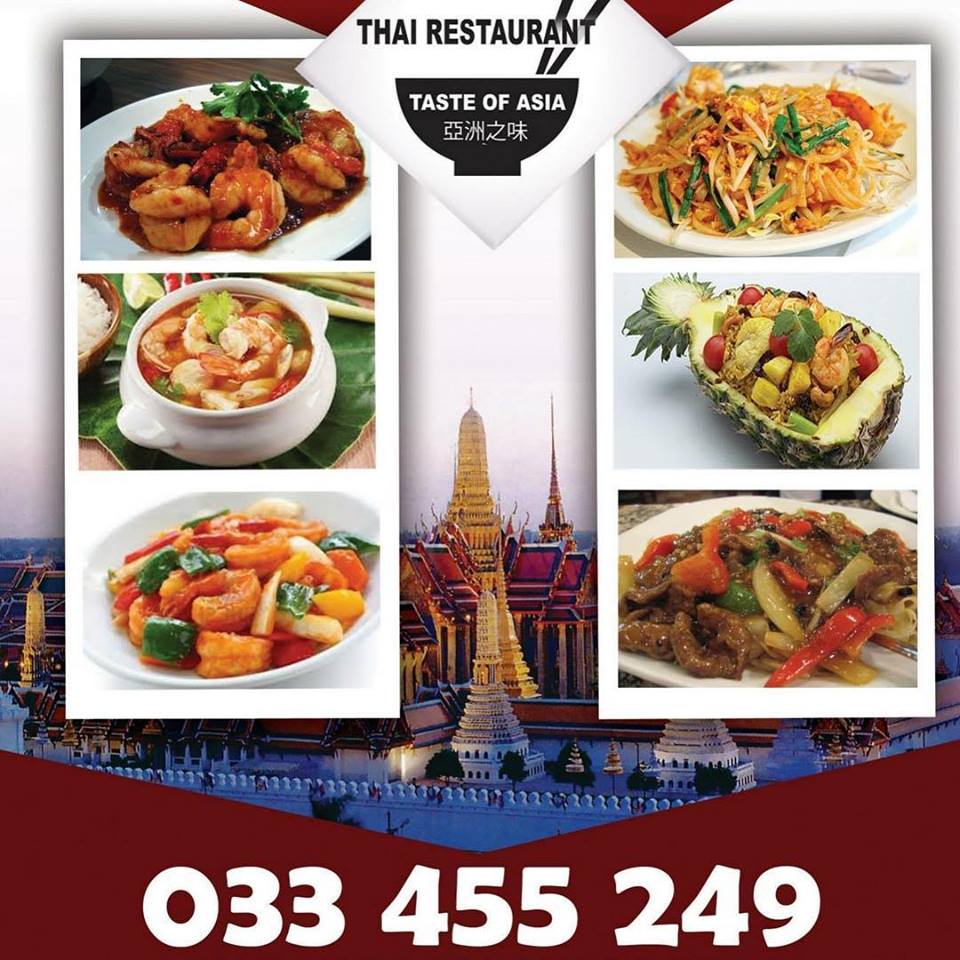 THAI RESTAURANT
TASTE OF ASIA
亞洲之味
033 455 249